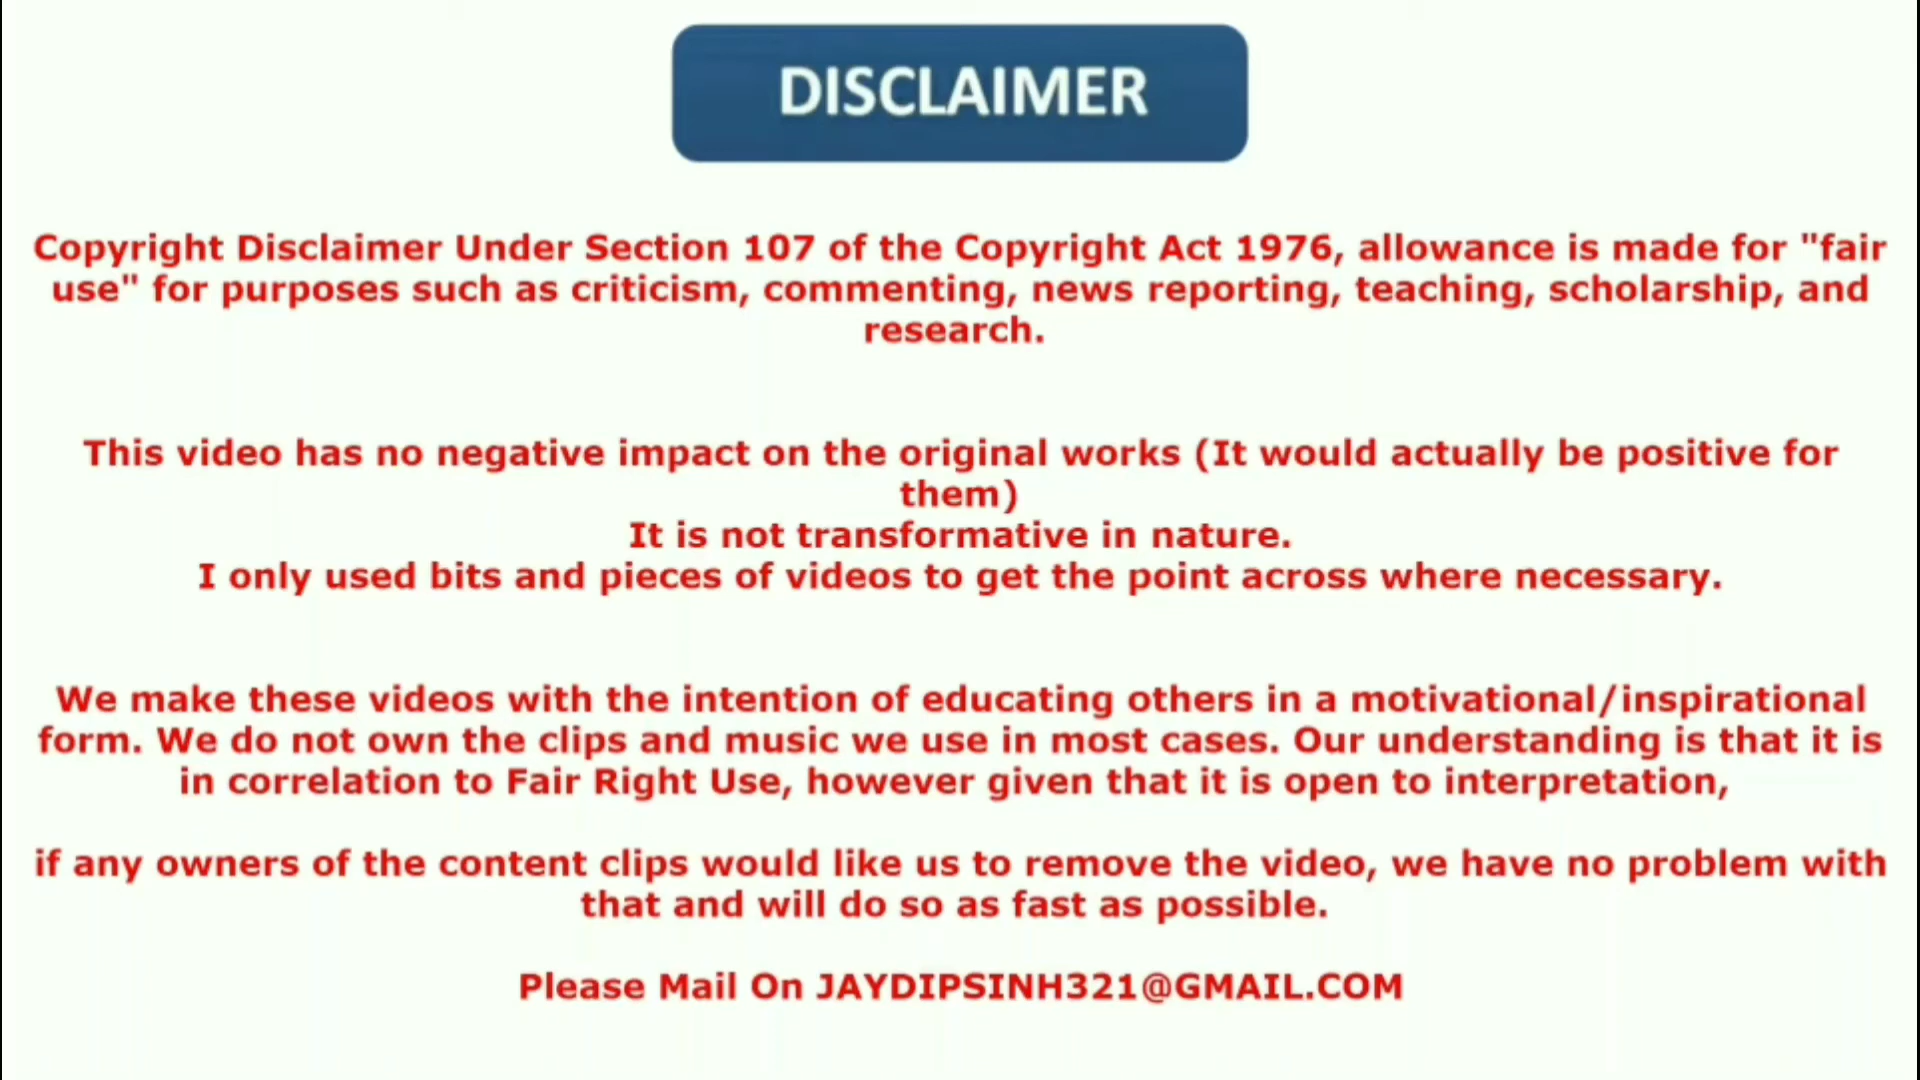 DISCLAIMER
Copyright Disclaimer Under Section 107 of the Copyright Act 1976, allowance is made for "fair
use" for purposes such as criticism, commenting, news reporting, teaching, scholarship, and
research.
This video has no negative impact on the original works (It would actually be positive for
them)
It is not transformative in nature.
I only used bits and pieces of videos to get the point across where necessary.
We make these videos with the intention of educating others in a motivational/inspirational
form. We do not own the clips and music we use in most cases. Our understanding is that it is
in correlation to Fair Right Use, however given that it is open to interpretation,
if any owners of the content clips would like us to remove the video, we have no problem with
that and will do so as fast as possible.
Please Mail On JAYDIPSINH321@GMAIL.COM